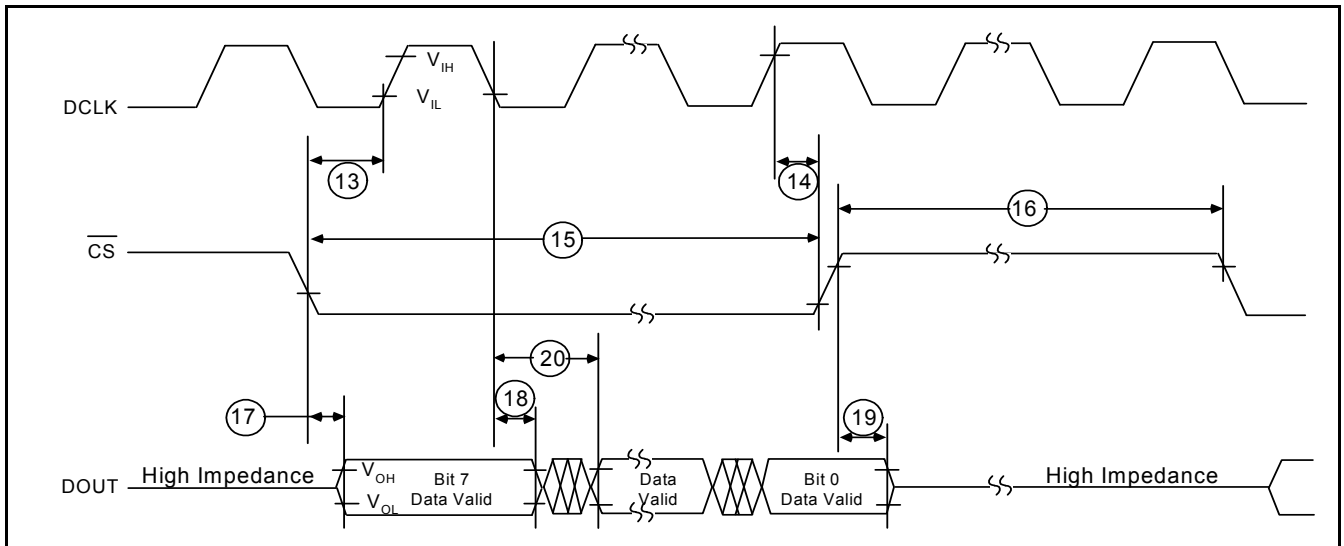 V_IH
DCLK
V_IL
13
14
16
15
C̅S̅
20
17
18
19
High Impedance
V_OH
Bit 7
Data
Bit 0
High Impedance
DOUT
V_OL
Data Valid
Valid
Data Valid